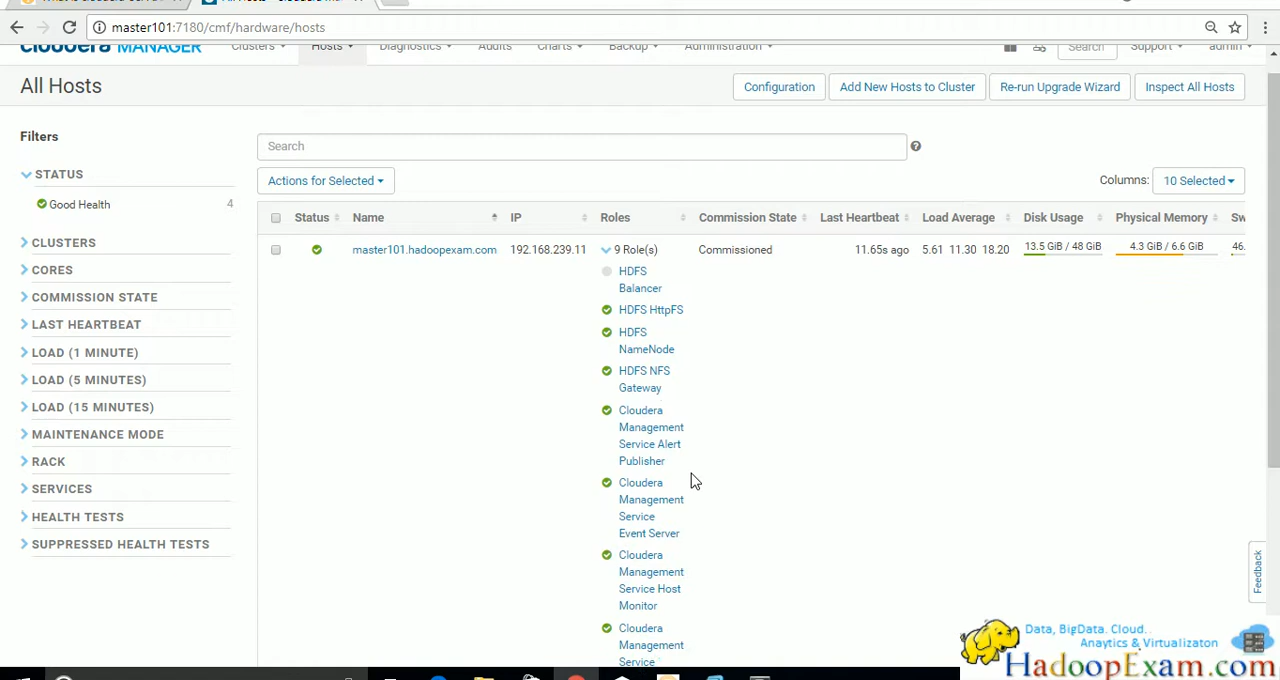 master101:7180/cmf/hardware/hosts
cloudera MANAGER
Clusters
Hosts
Diagnostics
Audits
Charts
Backup
Administration
Search
Support
admin
All Hosts
Configuration
Add New Hosts to Cluster
Re-run Upgrade Wizard
Inspect All Hosts
Filters
Search
STATUS
Actions for Selected
Columns:
10 Selected
Good Health
4
Status
Name
IP
Roles
Commission State
Last Heartbeat
Load Average
Disk Usage
Physical Memory
Sw
CLUSTERS
master101.hadoopexam.com
192.168.239.11
9 Role(s)
Commissioned
11.65s ago
5.61 11.30 18.20
13.5 GiB / 48 GiB
4.3 GiB / 6.6 GiB
46.
CORES
COMMISSION STATE
LAST HEARTBEAT
LOAD (1 MINUTE)
LOAD (5 MINUTES)
LOAD (15 MINUTES)
MAINTENANCE MODE
RACK
SERVICES
HEALTH TESTS
SUPPRESSED HEALTH TESTS
HDFS
Balancer
HDFS HttpFS
HDFS
NameNode
HDFS NFS
Gateway
Cloudera
Management
Service Alert
Publisher
Cloudera
Management
Service
Event Server
Cloudera
Management
Service Host
Monitor
Cloudera
Management
Service
Feedback
Data, BigData. Cloud..
Anaytics & Virtualizaton
HadoopExam.com